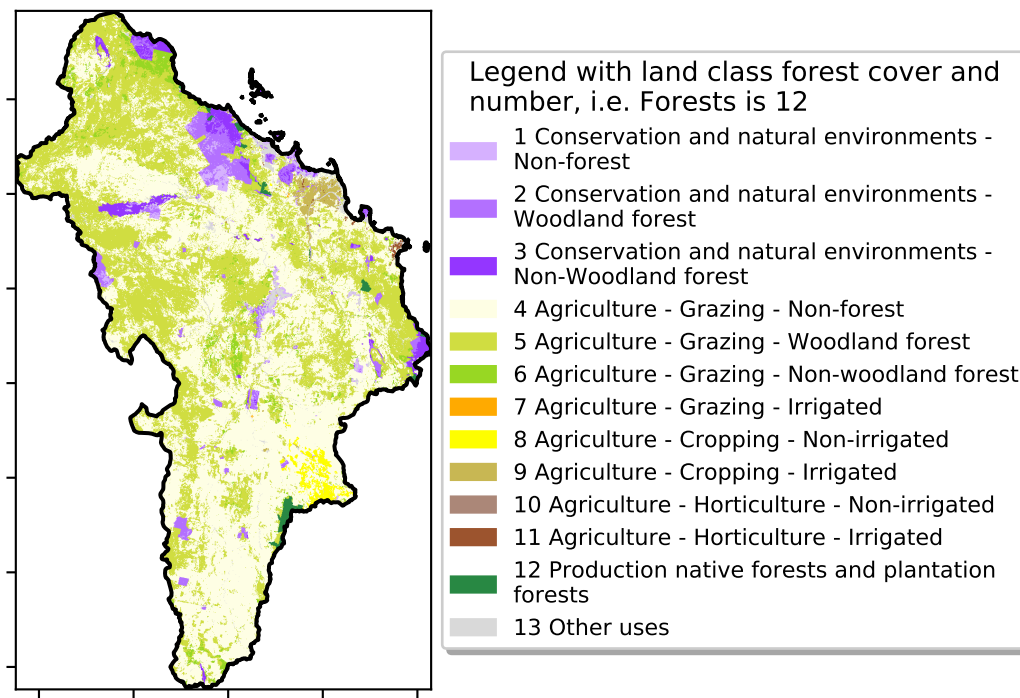 Legend with land class forest cover and
number, i.e. Forests is 12
1 Conservation and natural environments -
Non-forest
2 Conservation and natural environments -
Woodland forest
3 Conservation and natural environments -
Non-Woodland forest
4 Agriculture - Grazing - Non-forest
5 Agriculture - Grazing - Woodland forest
6 Agriculture - Grazing - Non-woodland forest
7 Agriculture - Grazing - Irrigated
8 Agriculture - Cropping - Non-irrigated
9 Agriculture - Cropping - Irrigated
10 Agriculture - Horticulture - Non-irrigated
11 Agriculture - Horticulture - Irrigated
12 Production native forests and plantation
forests
13 Other uses